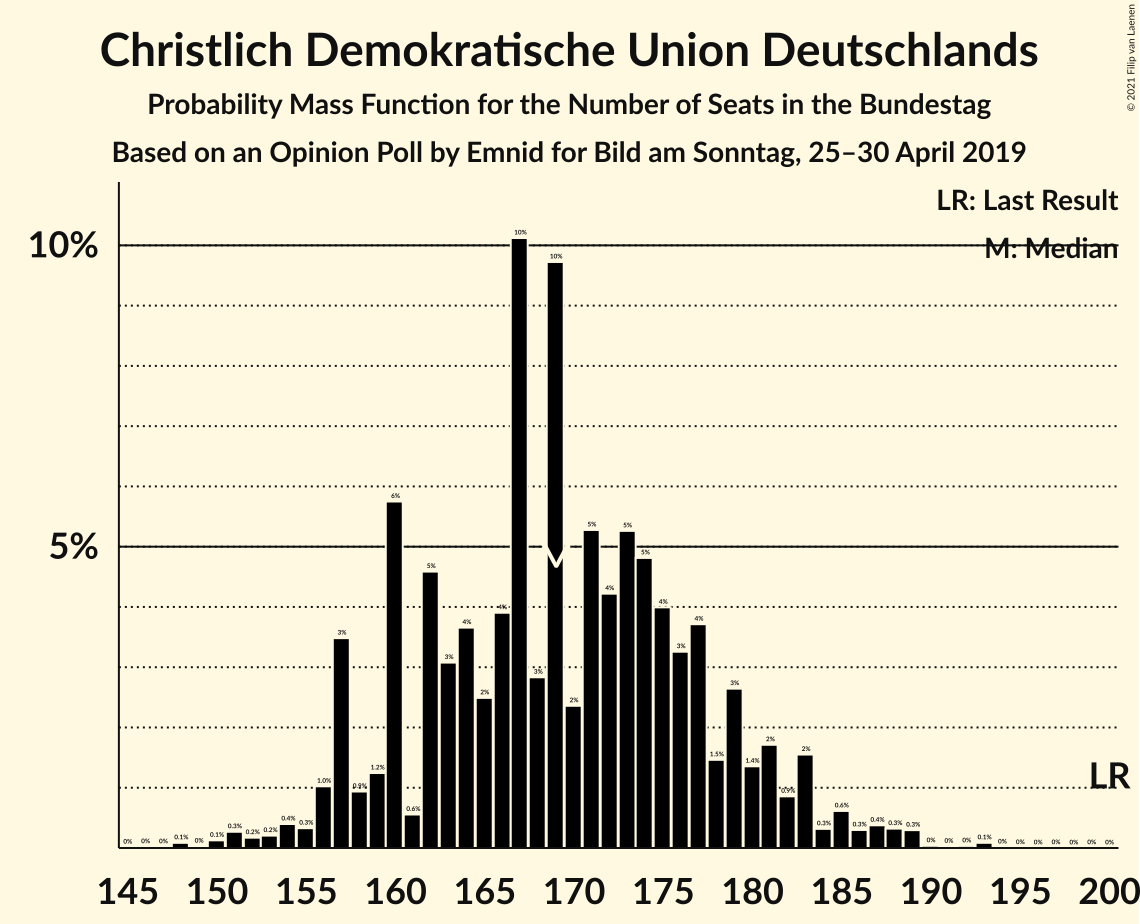 Christlich Demokratische Union Deutschlands
Probability Mass Function for the Number of Seats in the Bundestag
Based on an Opinion Poll by Emnid for Bild am Sonntag, 25–30 April 2019
© 2021 Filip van Laenen
LR: Last Result
M: Median
10%
5%
0% 0% 0% 0.1% 0% 0.1% 0.3% 0.2% 0.2% 0.4% 0.3% 1.0% 3% 0.9% 1.2% 6% 0.6% 5% 3% 4% 2% 4% 10% 3% 10% 2% 5% 4% 5% 5% 4% 3% 4% 1.5% 3% 1.4% 2% 0.9% 2% 0.3% 0.6% 0.3% 0.4% 0.3% 0.3% 0% 0% 0% 0.1% 0% 0% 0% 0% 0% 0% 0%
LR
145 150 155 160 165 170 175 180 185 190 195 200